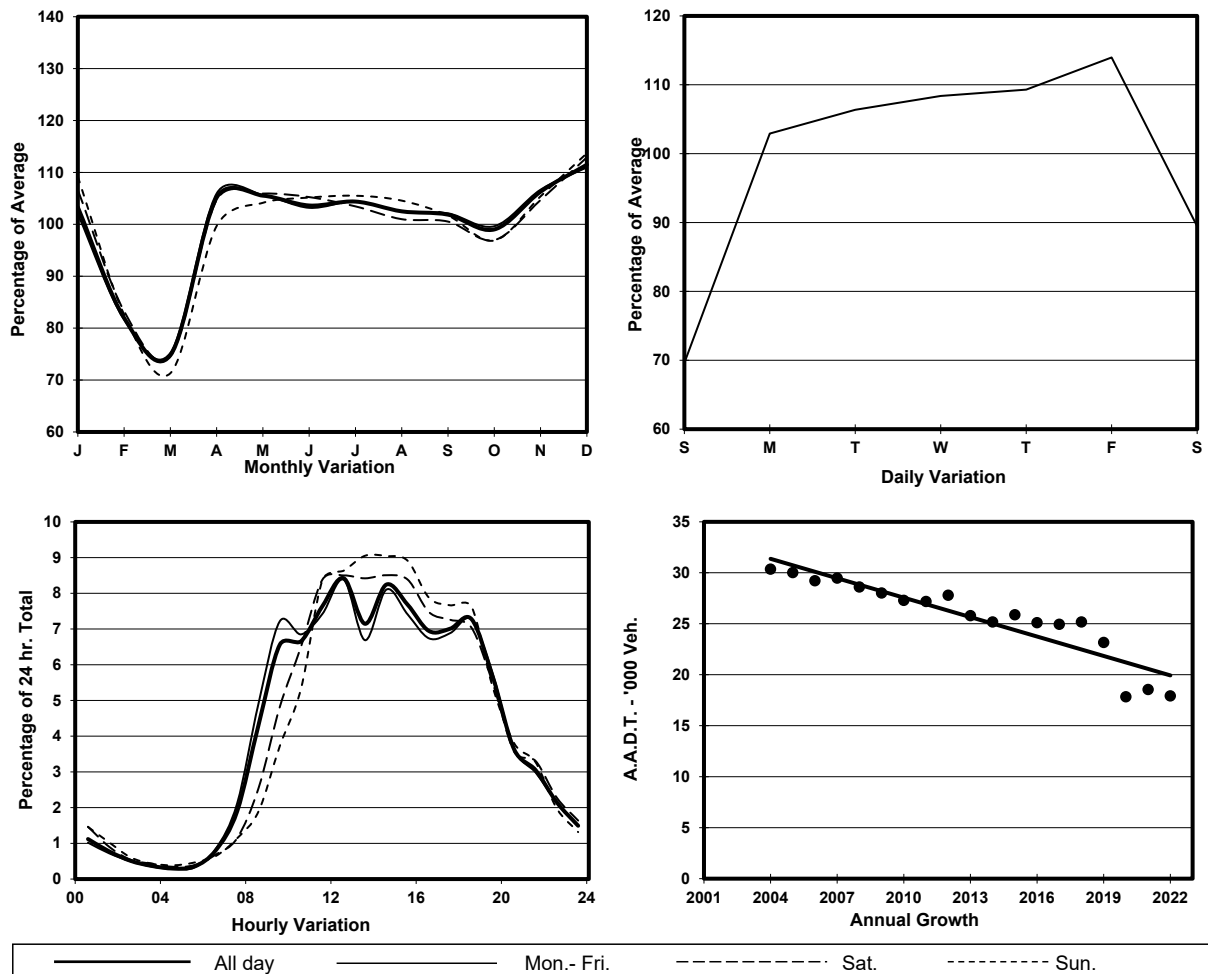 140
130
120
110
100
90
80
70
60
Percentage of Average
J F M A M J J A S O N D
Monthly Variation
120
110
100
90
80
70
60
Percentage of Average
S M T W T F S
Daily Variation
10
9
8
7
6
5
4
3
2
1
0
Percentage of 24 hr. Total
00 04 08 12 16 20 24
Hourly Variation
35
30
25
20
15
10
5
0
A.A.D.T. - '000 Veh.
2001 2004 2007 2010 2013 2016 2019 2022
Annual Growth
All day Mon.- Fri. Sat. Sun.